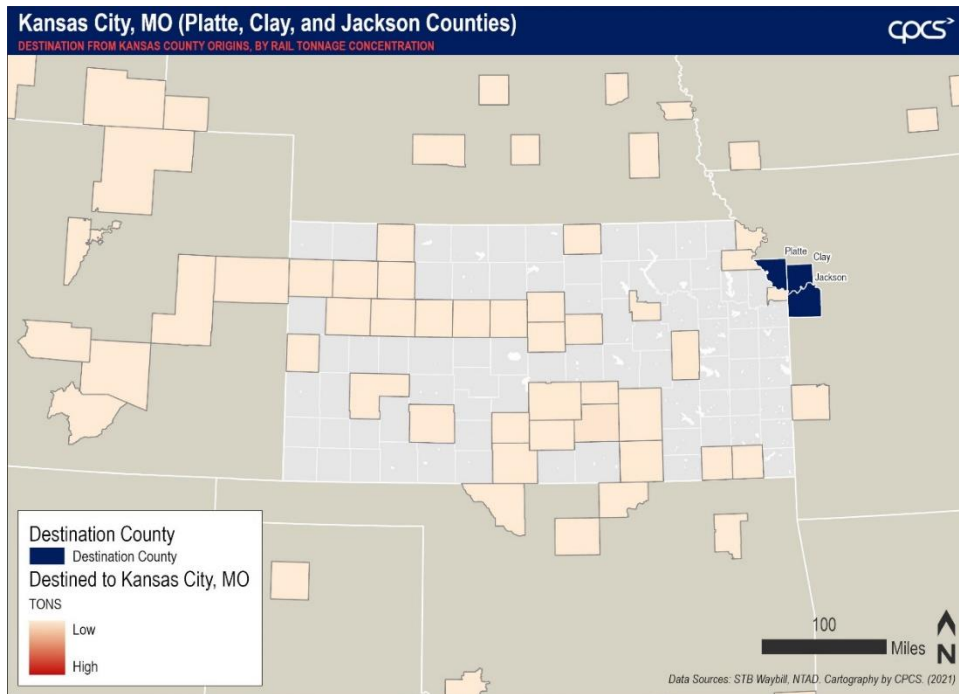 Kansas City, MO (Platte, Clay, and Jackson Counties)
DESTINATION FROM KANSAS COUNTY ORIGINS, BY RAIL TONNAGE CONCENTRATION
cpcs
Platte
Clay
Jackson
Destination County
Destination County
Destined to Kansas City, MO
TONS
Low
High
100
Miles
N
Data Sources: STB Waybill, NTAD. Cartography by CPCS. (2021)